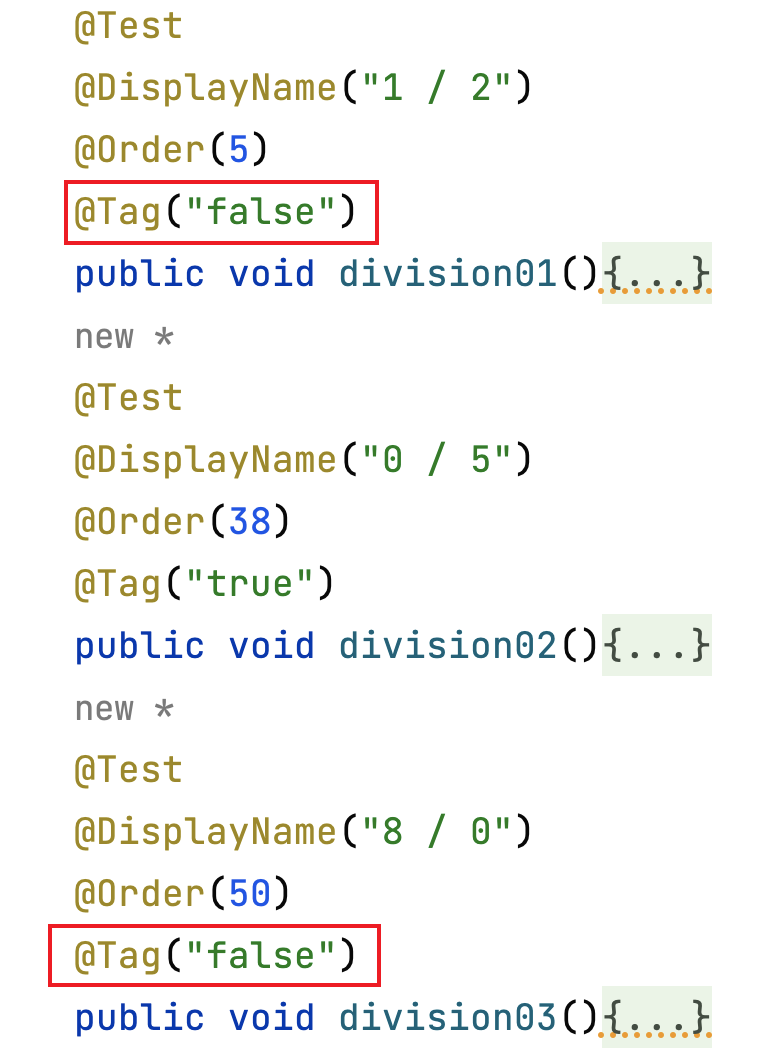 @Test
@DisplayName("1 / 2")
@Order(5)
@Tag("false")
public void division01(){...}
new *
@Test
@DisplayName("0 / 5")
@Order(38)
@Tag("true")
public void division02(){...}
new *
@Test
@DisplayName("8 / 0")
@Order(50)
@Tag("false")
public void division03(){...}